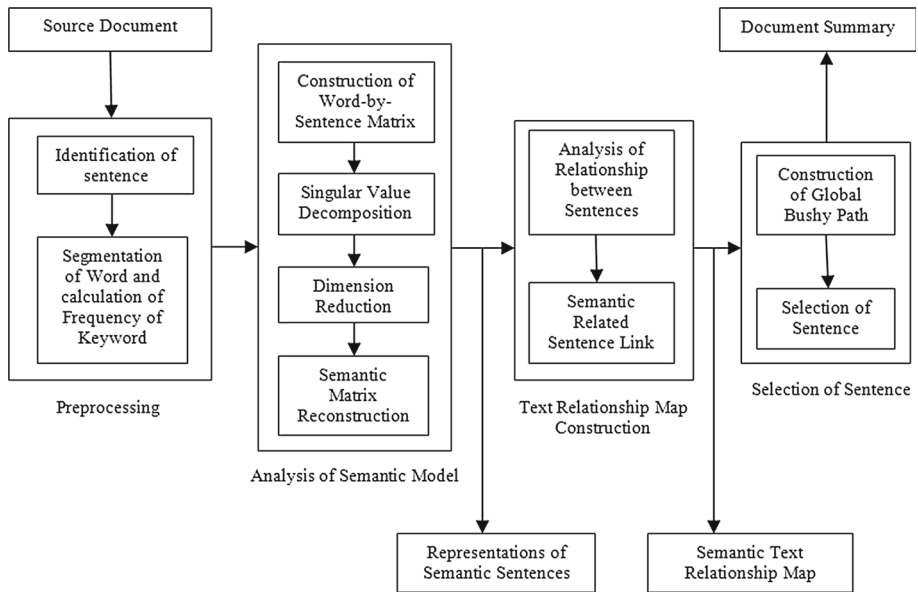 Source Document
Identification of
sentence
Segmentation
of Word and
calculation of
Frequency of
Keyword
Preprocessing
Construction of
Word-by-
Sentence Matrix
Singular Value
Decomposition
Dimension
Reduction
Semantic
Matrix
Reconstruction
Analysis of Semantic Model
Representations of
Semantic Sentences
Analysis of
Relationship
between
Sentences
Semantic
Related
Sentence Link
Text Relationship Map
Construction
Semantic Text
Relationship Map
Document Summary
Construction
of Global
Bushy Path
Selection of
Sentence
Selection of Sentence